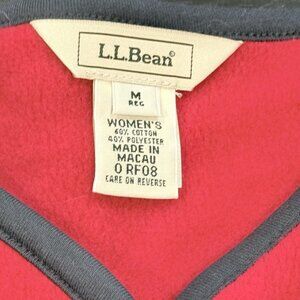 L.L.Bean®
M
REG
WOMEN'S
60% COTTON
40% POLYESTER
MADE IN
MACAU
0 RF08
CARE ON REVERSE